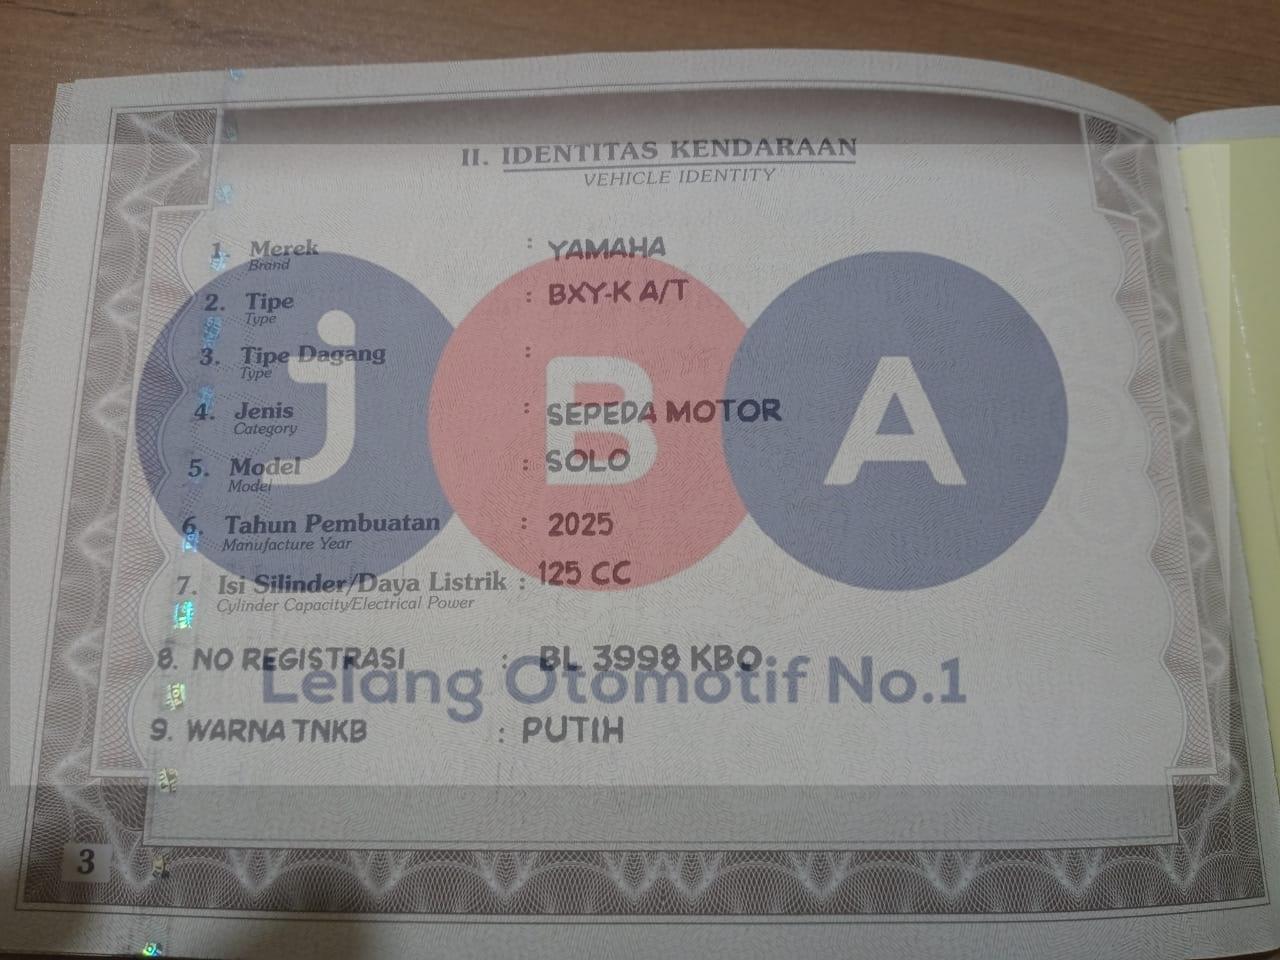 II. IDENTITAS KENDARAAN
VEHICLE IDENTITY
1. Merek : YAMAHA
Brand
2. Tipe : BXY-K A/T
Type
3. Tipe Dagang :
Type
4. Jenis : SEPEDA MOTOR
Category
5. Model : SOLO
Model
6. Tahun Pembuatan : 2025
Manufacture Year
7. Isi Silinder/Daya Listrik : 125 CC
Cylinder Capacity/Electrical Power
8. NO REGISTRASI : BL 3998 KBO
9. WARNA TNKB : PUTIH
3
jBA
Lelang Otomotif No.1